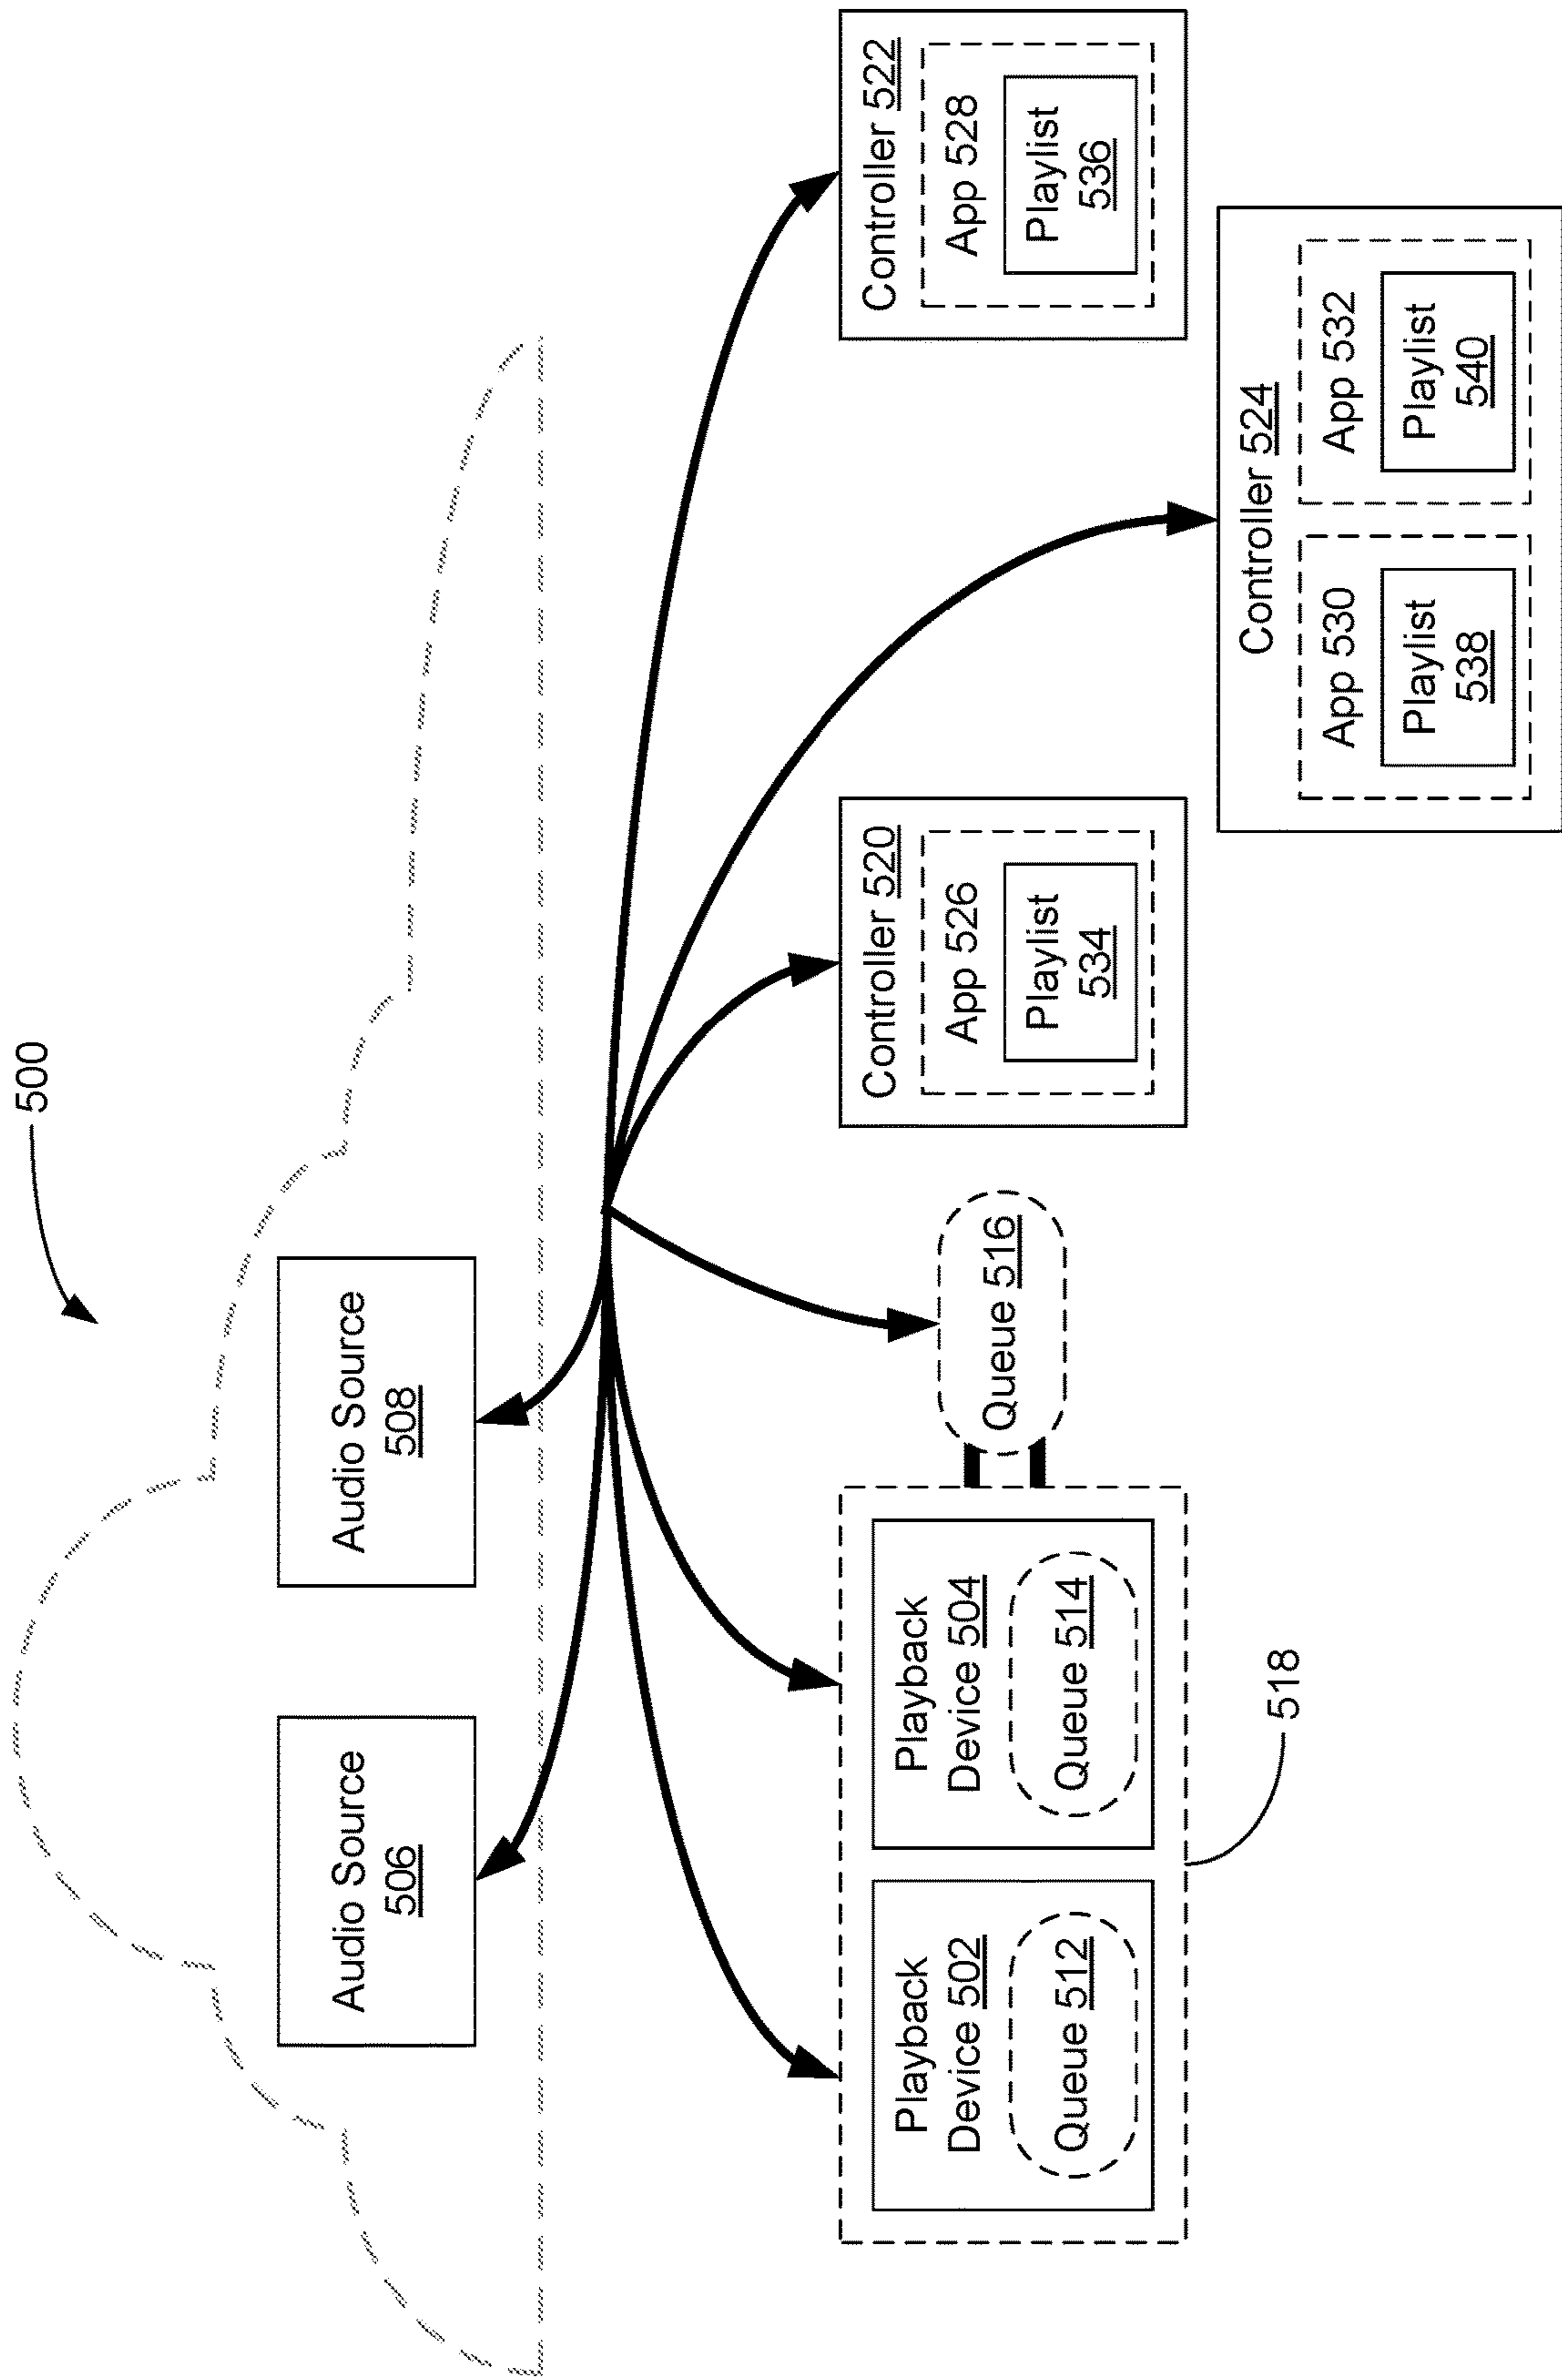 500
Audio Source
506
Audio Source
508
Playback
Device 502
Queue 512
Playback
Device 504
Queue 514
518
Queue 516
Controller 520
App 526
Playlist
534
Controller 522
App 528
Playlist
536
Controller 524
App 530
Playlist
538
App 532
Playlist
540